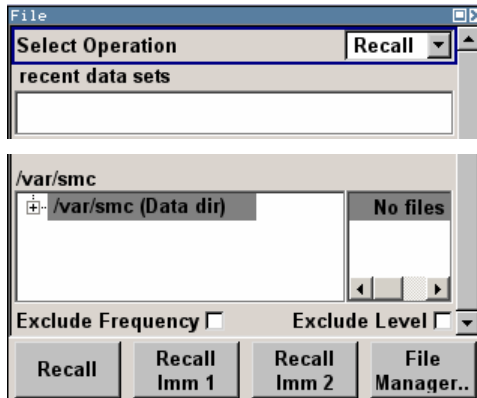 File
Select Operation Recall
recent data sets
/var/smc
/var/smc (Data dir) No files
Exclude Frequency Exclude Level
Recall Recall Imm 1 Recall Imm 2 File Manager..